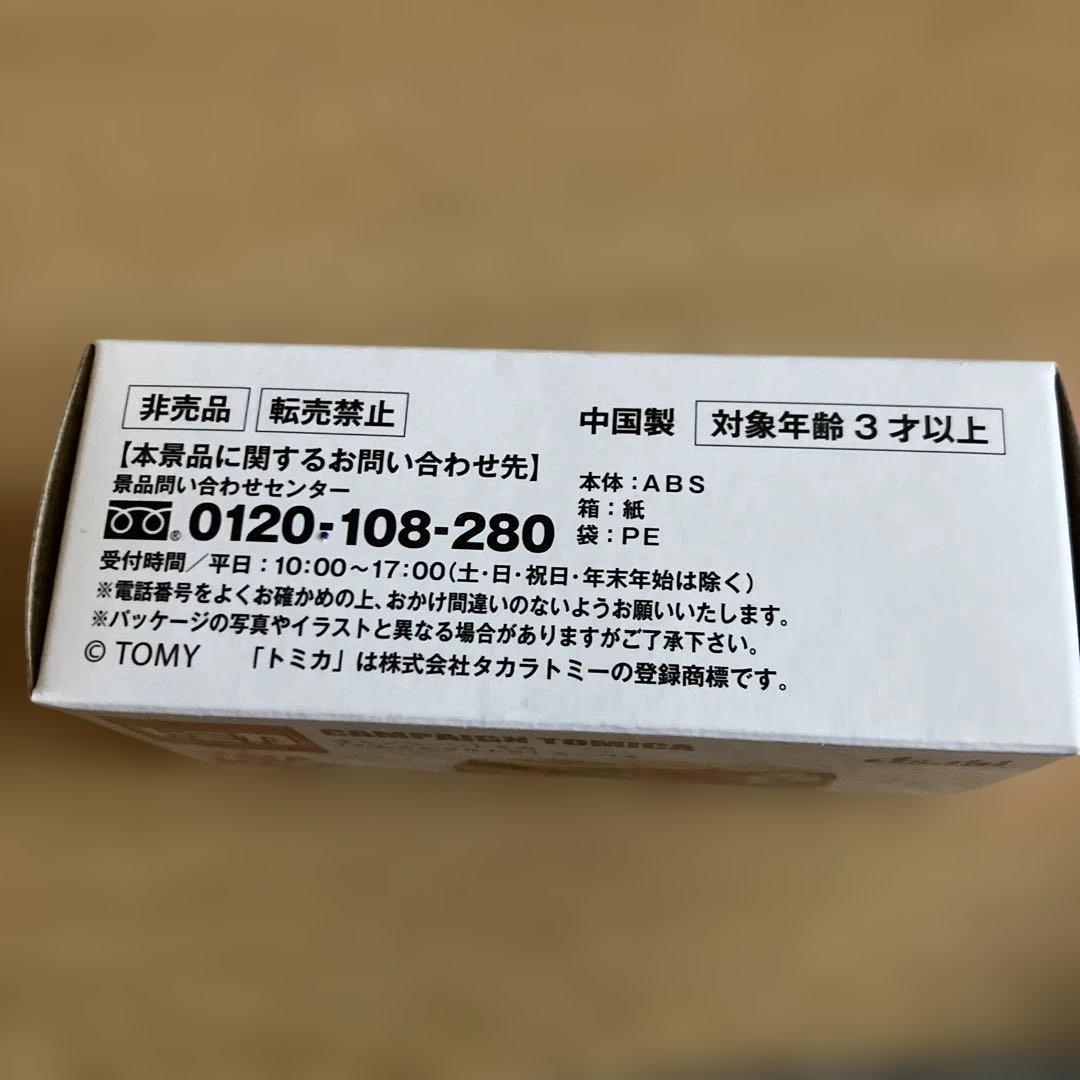 非売品 転売禁止
【本景品に関するお問い合わせ先】
景品問い合わせセンター
® 0120-108-280
中国製 対象年齢3才以上
本体:ABS
箱:紙
袋:PE
受付時間/平日:10:00～17:00(土・日・祝日・年末年始は除く)
※電話番号をよくお確かめの上、おかけ間違いのないようお願いいたします。
※パッケージの写真やイラストと異なる場合がありますがご了承下さい。
© TOMY 「トミカ」は株式会社タカラトミーの登録商標です。
CAMPAIGN TOMICA
Asahi